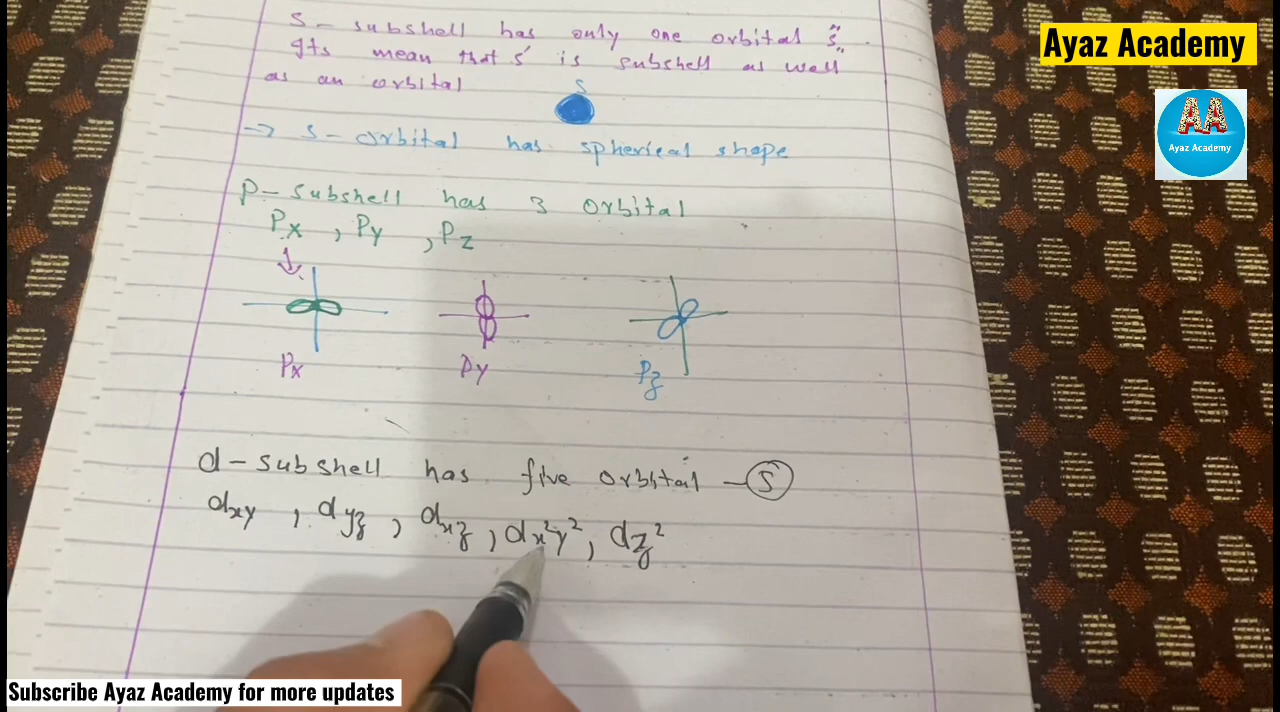 s - subshell has only one orbital "s"
Its mean that s' is subshell as well
as an orbital
s
→ s - orbital has spherical shape
P - subshell has 3 orbital
Px , Py , Pz
Px Py Pz
d - subshell has five orbital - 5
dxy , dyz , dxz , dx²y² , dz²
Ayaz Academy
AA
Ayaz Academy
Subscribe Ayaz Academy for more updates